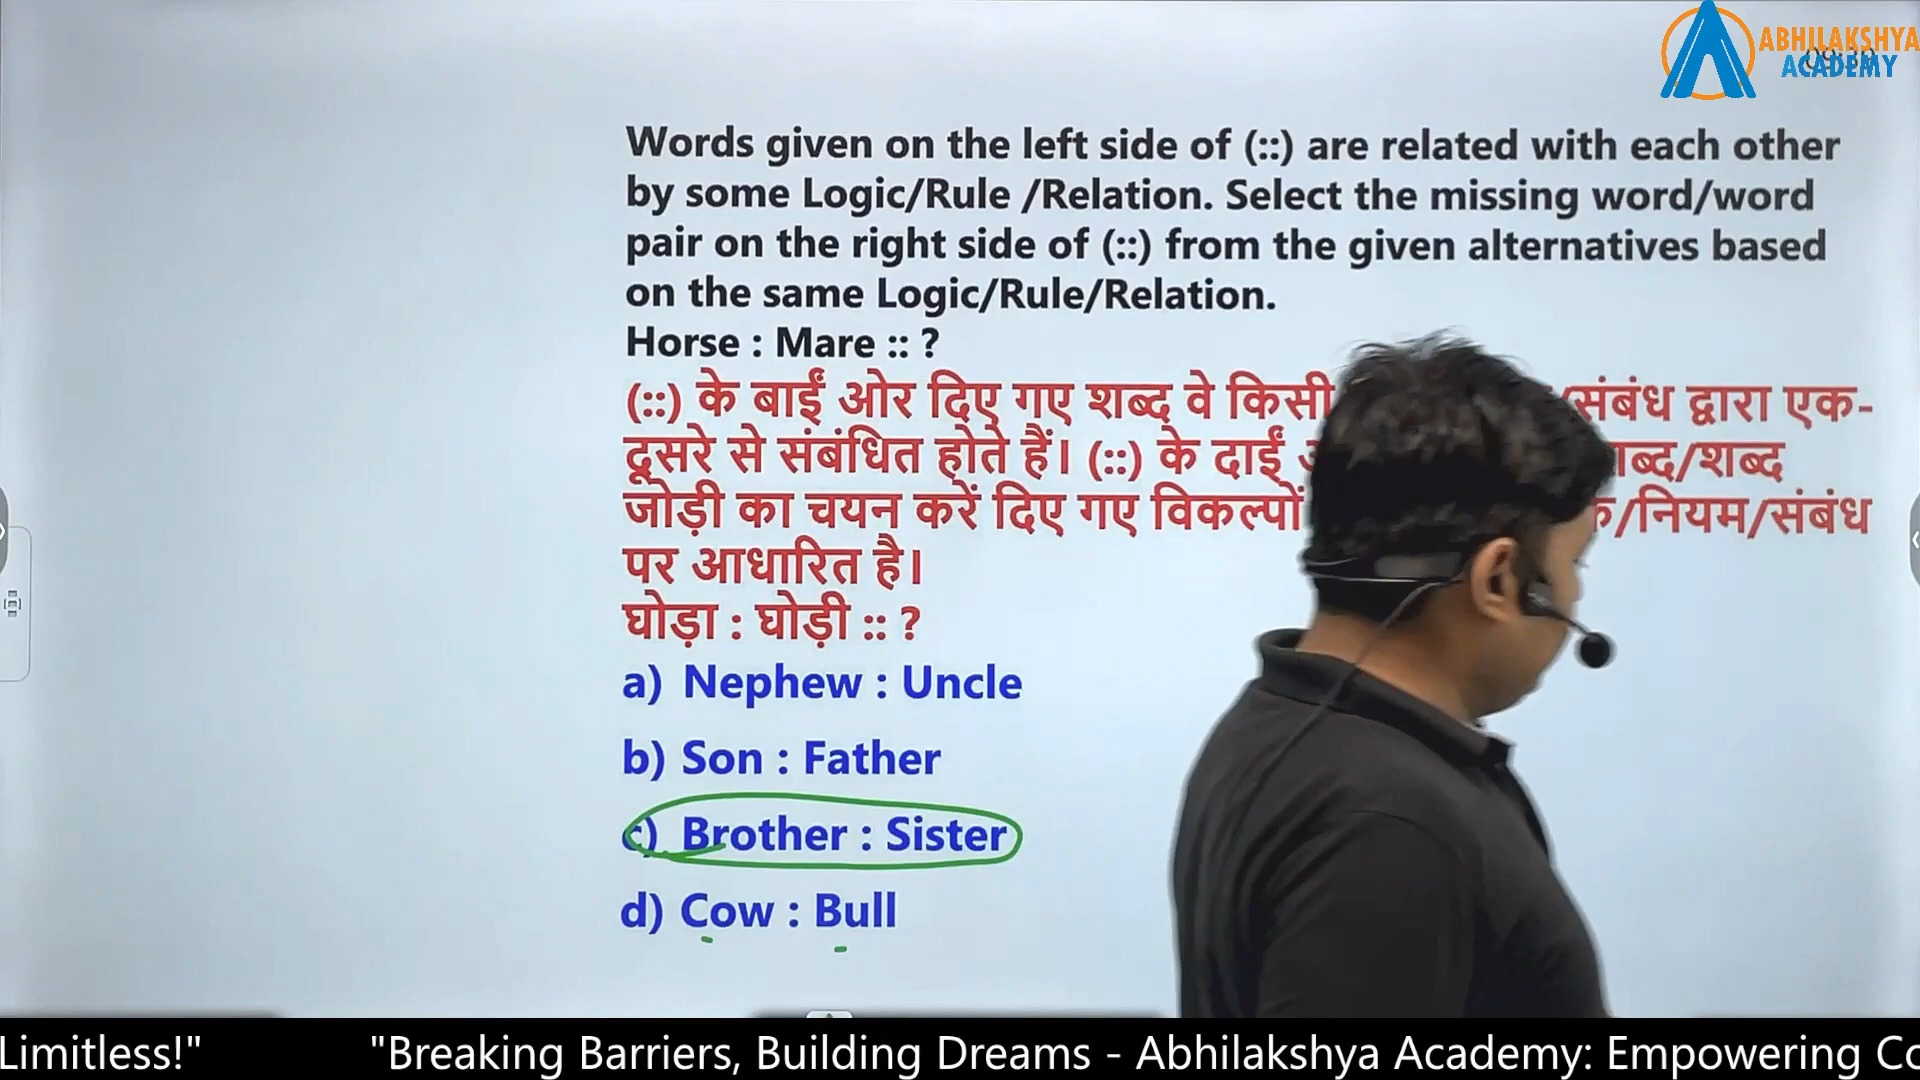 ABHILAKSHYA
ACADEMY
Words given on the left side of (::) are related with each other
by some Logic/Rule /Relation. Select the missing word/word
pair on the right side of (::) from the given alternatives based
on the same Logic/Rule/Relation.
Horse : Mare :: ?
(::) के बाईं ओर दिए गए शब्द वे किसी /संबंध द्वारा एक-
दूसरे से संबंधित होते हैं। (::) के दाईं /शब्द
जोड़ी का चयन करें दिए गए विकल्पों /नियम/संबंध
पर आधारित है।
घोड़ा : घोड़ी :: ?
a) Nephew : Uncle
b) Son : Father
c) Brother : Sister
d) Cow : Bull
Limitless!" "Breaking Barriers, Building Dreams - Abhilakshya Academy: Empowering